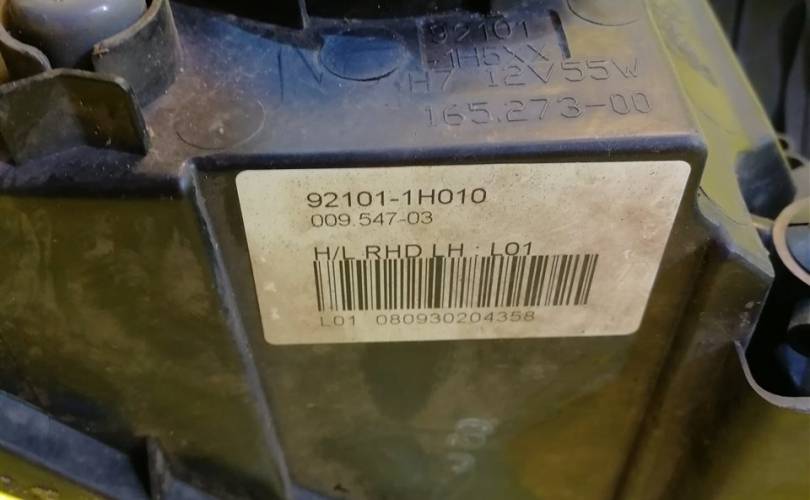 92101
-1H5XX
H7 12V55W
165.273-00
92101-1H010
009.547-03
H/L RHD LH : L01
L01 080930204358